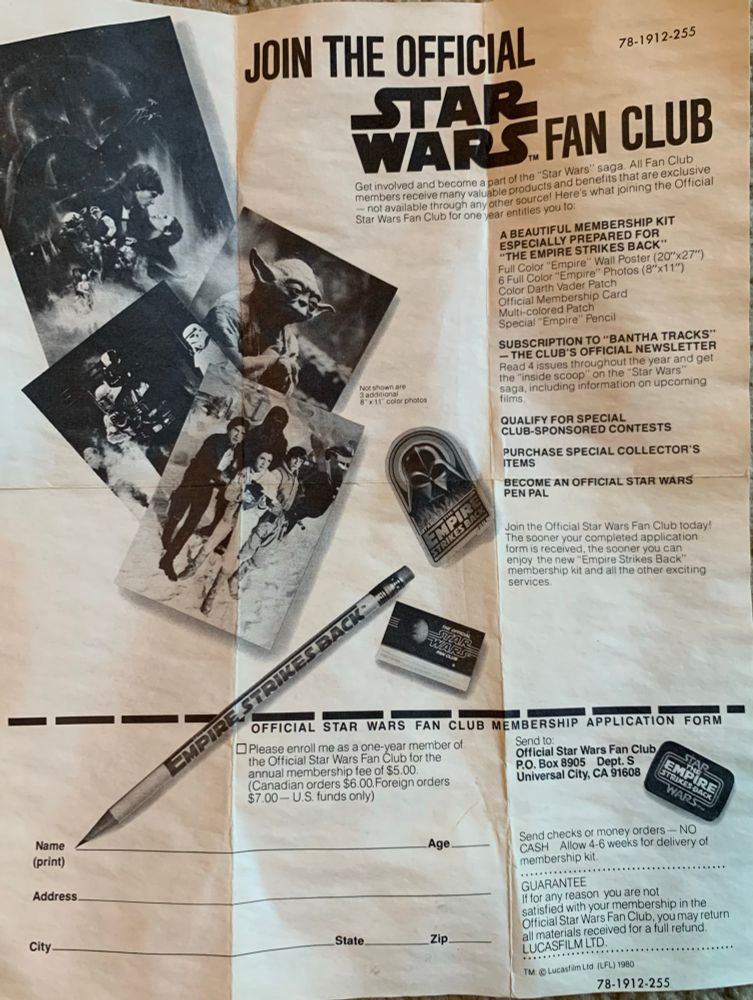 JOIN THE OFFICIAL
78-1912-255
STAR
WARS™ FAN CLUB
Get involved and become a part of the "Star Wars" saga. All Fan Club
members receive many valuable products and benefits that are exclusive
— not available through any other source! Here's what joining the Official
Star Wars Fan Club for one year entitles you to:
A BEAUTIFUL MEMBERSHIP KIT
ESPECIALLY PREPARED FOR
"THE EMPIRE STRIKES BACK"
Full Color "Empire" Wall Poster (20"x27")
6 Full Color "Empire" Photos (8"x11")
Color Darth Vader Patch
Official Membership Card
Multi-colored Patch
Special "Empire" Pencil
SUBSCRIPTION TO "BANTHA TRACKS"
— THE CLUB'S OFFICIAL NEWSLETTER
Read 4 issues throughout the year and get
the "inside scoop" on the "Star Wars"
saga, including information on upcoming
films.
Not shown are
3 additional
8" x 11" color photos
QUALIFY FOR SPECIAL
CLUB-SPONSORED CONTESTS
PURCHASE SPECIAL COLLECTOR'S
ITEMS
BECOME AN OFFICIAL STAR WARS
PEN PAL
STAR WARS
EMPIRE
STRIKES BACK
Join the Official Star Wars Fan Club today!
The sooner your completed application
form is received, the sooner you can
enjoy the new "Empire Strikes Back"
membership kit and all the other exciting
services.
THE OFFICIAL
STAR
WARS
FAN CLUB
EMPIRE STRIKES BACK™
OFFICIAL STAR WARS FAN CLUB MEMBERSHIP APPLICATION FORM
☐ Please enroll me as a one-year member of
the Official Star Wars Fan Club for the
annual membership fee of $5.00.
(Canadian orders $6.00. Foreign orders
$7.00 — U.S. funds only)
Send to:
Official Star Wars Fan Club
P.O. Box 8905 Dept. S
Universal City, CA 91608
STAR
EMPIRE
STRIKES BACK
WARS
Name
(print)
Age
Address
City
State
Zip
Send checks or money orders — NO
CASH Allow 4-6 weeks for delivery of
membership kit.
GUARANTEE
If for any reason you are not
satisfied with your membership in the
Official Star Wars Fan Club, you may return
all materials received for a full refund.
LUCASFILM LTD.
TM: © Lucasfilm Ltd. (LFL) 1980
78-1912-255